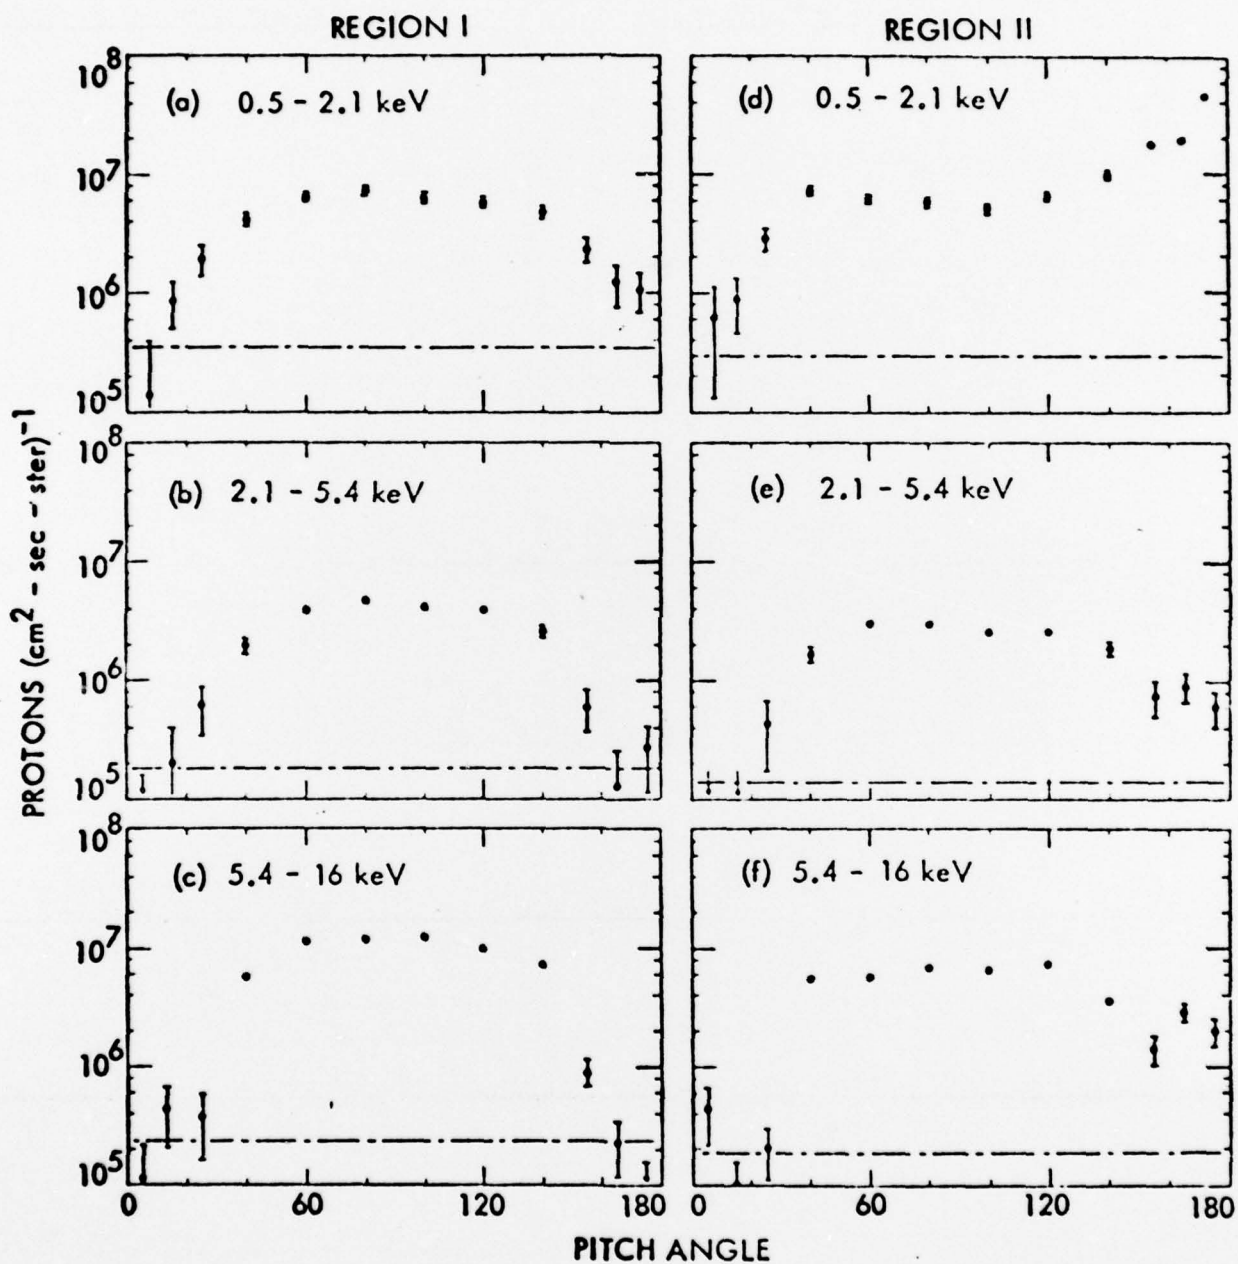 REGION I
REGION II
(a) 0.5 - 2.1 keV
(d) 0.5 - 2.1 keV
10^8
10^7
10^6
10^5
(b) 2.1 - 5.4 keV
(e) 2.1 - 5.4 keV
10^8
10^7
10^6
10^5
(c) 5.4 - 16 keV
(f) 5.4 - 16 keV
10^8
10^7
10^6
10^5
PROTONS (cm^2 - sec - ster)^-1
0 60 120 180
0 60 120 180
PITCH ANGLE